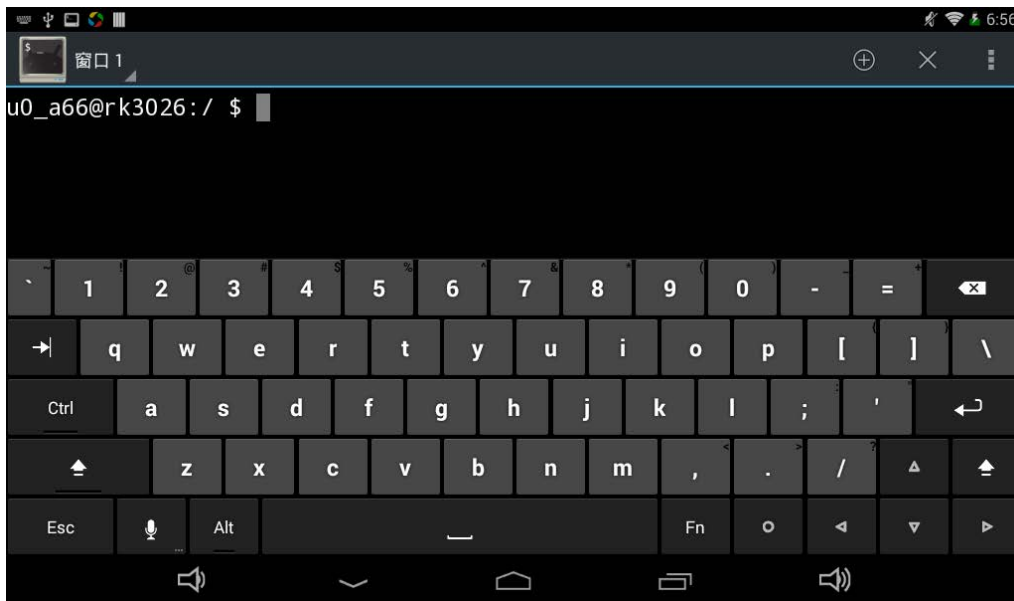 6:56
$_
窗口 1
u0_a66@rk3026:/ $
~ ! @ # $ % ^ & * ( ) _ +
` 1 2 3 4 5 6 7 8 9 0 - =
{ }
q w e r t y u i o p [ ] \
: "
Ctrl a s d f g h j k l ; '
< > ?
z x c v b n m , . /
Esc ... Alt Fn